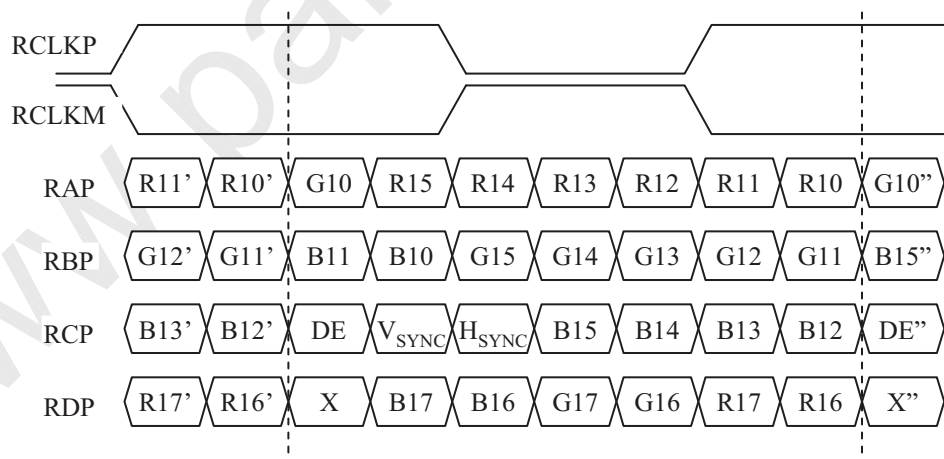 RCLKP
RCLKM
RAP R11’ R10’ G10 R15 R14 R13 R12 R11 R10 G10”
RBP G12’ G11’ B11 B10 G15 G14 G13 G12 G11 B15”
RCP B13’ B12’ DE VSYNC HSYNC B15 B14 B13 B12 DE”
RDP R17’ R16’ X B17 B16 G17 G16 R17 R16 X”
www.pa